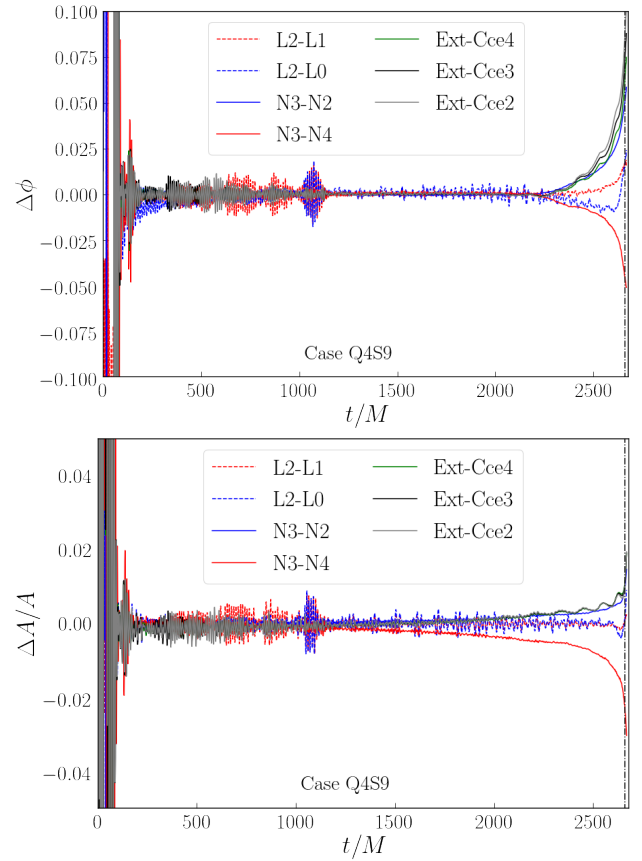 0.100
0.075
0.050
0.025
0.000
−0.025
−0.050
−0.075
−0.100
Δϕ
L2-L1
L2-L0
N3-N2
N3-N4
Ext-Cce4
Ext-Cce3
Ext-Cce2
Case Q4S9
0 500 1000 1500 2000 2500
t/M
0.04
0.02
0.00
−0.02
−0.04
ΔA/A
L2-L1
L2-L0
N3-N2
N3-N4
Ext-Cce4
Ext-Cce3
Ext-Cce2
Case Q4S9
0 500 1000 1500 2000 2500
t/M